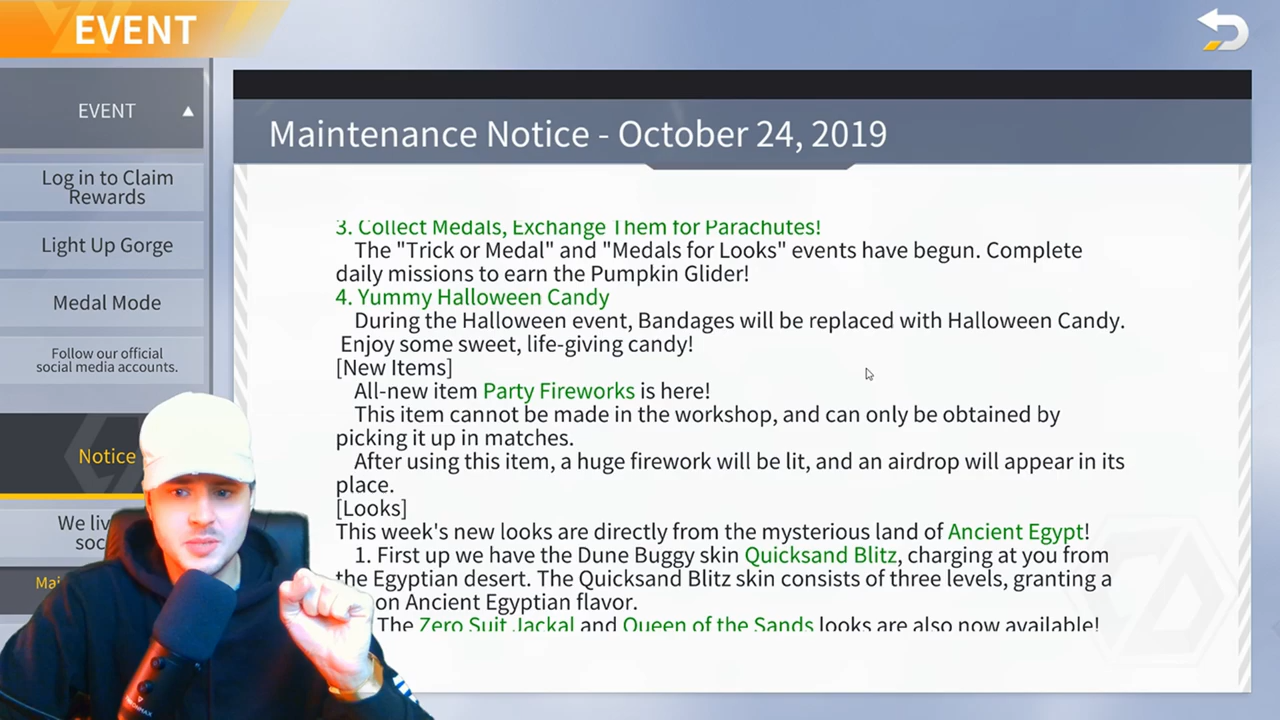 EVENT
EVENT
Log in to Claim
Rewards
Light Up Gorge
Medal Mode
Follow our official
social media accounts.
Notice
We liv
soc
Mai
Maintenance Notice - October 24, 2019
3. Collect Medals, Exchange Them for Parachutes!
The "Trick or Medal" and "Medals for Looks" events have begun. Complete
daily missions to earn the Pumpkin Glider!
4. Yummy Halloween Candy
During the Halloween event, Bandages will be replaced with Halloween Candy.
Enjoy some sweet, life-giving candy!
[New Items]
All-new item Party Fireworks is here!
This item cannot be made in the workshop, and can only be obtained by
picking it up in matches.
After using this item, a huge firework will be lit, and an airdrop will appear in its
place.
[Looks]
This week's new looks are directly from the mysterious land of Ancient Egypt!
1. First up we have the Dune Buggy skin Quicksand Blitz, charging at you from
the Egyptian desert. The Quicksand Blitz skin consists of three levels, granting a
on Ancient Egyptian flavor.
The Zero Suit Jackal and Queen of the Sands looks are also now available!